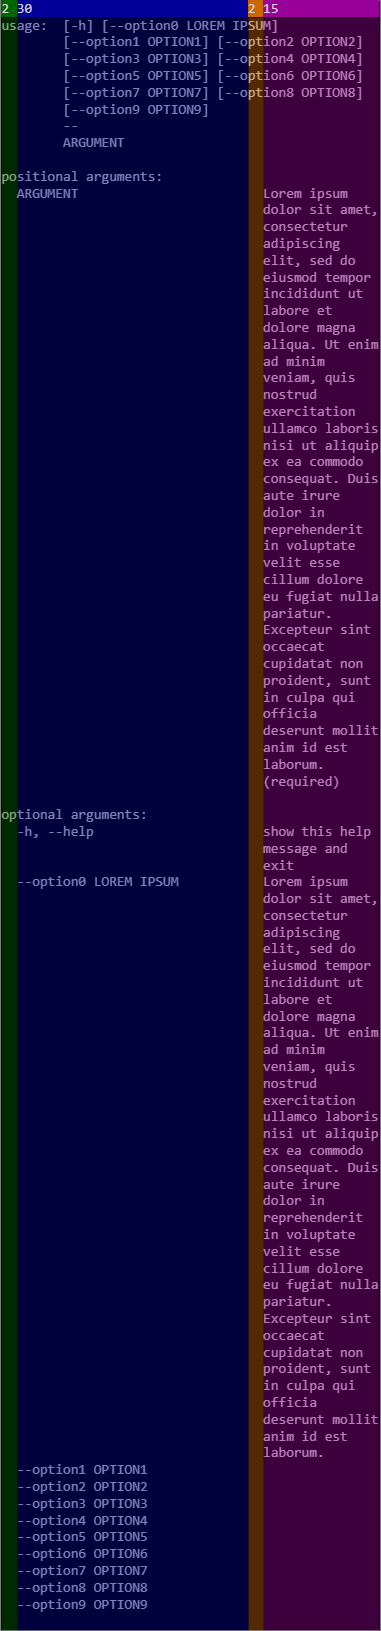 2 30 2 15
usage: [-h] [--option0 LOREM IPSUM]
[--option1 OPTION1] [--option2 OPTION2]
[--option3 OPTION3] [--option4 OPTION4]
[--option5 OPTION5] [--option6 OPTION6]
[--option7 OPTION7] [--option8 OPTION8]
[--option9 OPTION9]
--
ARGUMENT
positional arguments:
ARGUMENT Lorem ipsum
dolor sit amet,
consectetur
adipiscing
elit, sed do
eiusmod tempor
incididunt ut
labore et
dolore magna
aliqua. Ut enim
ad minim
veniam, quis
nostrud
exercitation
ullamco laboris
nisi ut aliquip
ex ea commodo
consequat. Duis
aute irure
dolor in
reprehenderit
in voluptate
velit esse
cillum dolore
eu fugiat nulla
pariatur.
Excepteur sint
occaecat
cupidatat non
proident, sunt
in culpa qui
officia
deserunt mollit
anim id est
laborum.
(required)
optional arguments:
-h, --help show this help
message and
exit
--option0 LOREM IPSUM Lorem ipsum
dolor sit amet,
consectetur
adipiscing
elit, sed do
eiusmod tempor
incididunt ut
labore et
dolore magna
aliqua. Ut enim
ad minim
veniam, quis
nostrud
exercitation
ullamco laboris
nisi ut aliquip
ex ea commodo
consequat. Duis
aute irure
dolor in
reprehenderit
in voluptate
velit esse
cillum dolore
eu fugiat nulla
pariatur.
Excepteur sint
occaecat
cupidatat non
proident, sunt
in culpa qui
officia
deserunt mollit
anim id est
laborum.
--option1 OPTION1
--option2 OPTION2
--option3 OPTION3
--option4 OPTION4
--option5 OPTION5
--option6 OPTION6
--option7 OPTION7
--option8 OPTION8
--option9 OPTION9